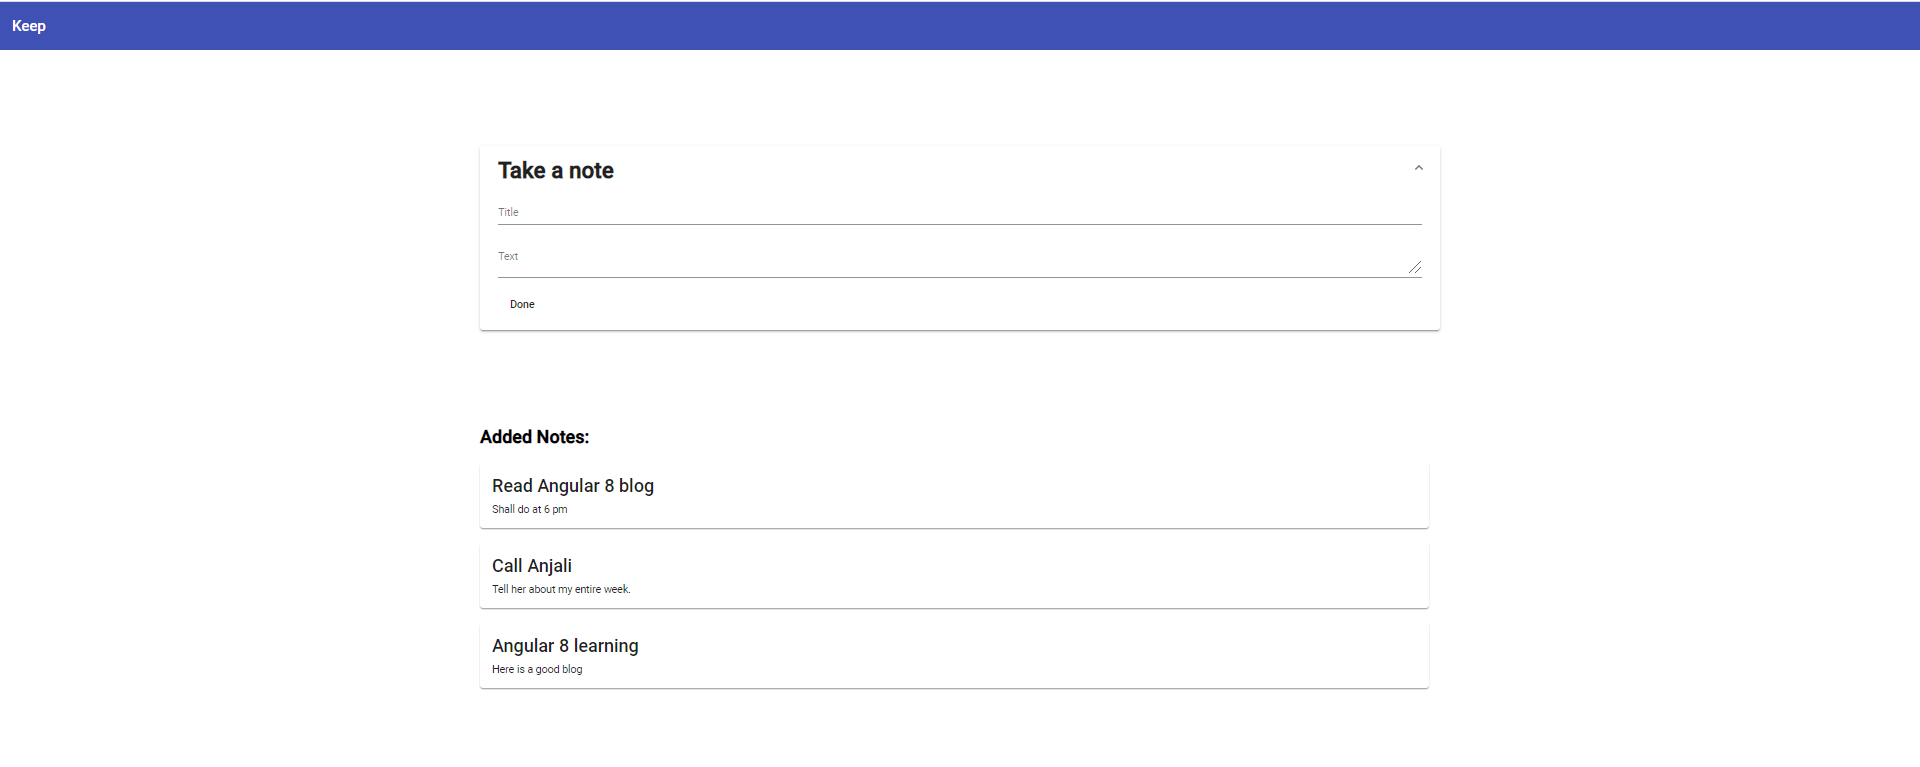 Keep
Take a note
Title
Text
Done
Added Notes:
Read Angular 8 blog
Shall do at 6 pm
Call Anjali
Tell her about my entire week.
Angular 8 learning
Here is a good blog